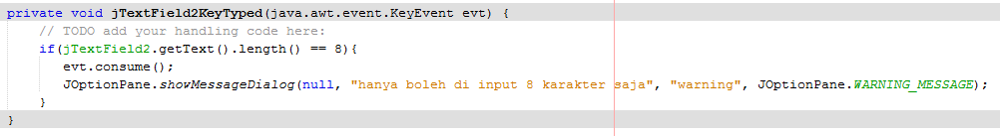 private void jTextField2KeyTyped(java.awt.event.KeyEvent evt) {
// TODO add your handling code here:
if(jTextField2.getText().length() == 8){
evt.consume();
JOptionPane.showMessageDialog(null, "hanya boleh di input 8 karakter saja", "warning", JOptionPane.WARNING_MESSAGE);
}
}